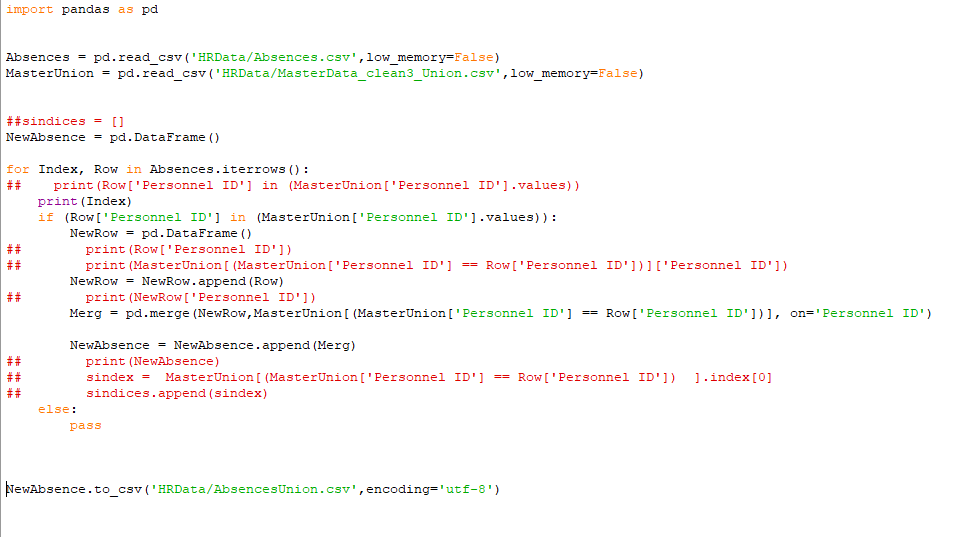 import pandas as pd
Absences = pd.read_csv('HRData/Absences.csv',low_memory=False)
MasterUnion = pd.read_csv('HRData/MasterData_clean3_Union.csv',low_memory=False)
##sindices = []
NewAbsence = pd.DataFrame()
for Index, Row in Absences.iterrows():
##    print(Row['Personnel ID'] in (MasterUnion['Personnel ID'].values))
    print(Index)
    if (Row['Personnel ID'] in (MasterUnion['Personnel ID'].values)):
        NewRow = pd.DataFrame()
##        print(Row['Personnel ID'])
##        print(MasterUnion[(MasterUnion['Personnel ID'] == Row['Personnel ID'])]['Personnel ID'])
        NewRow = NewRow.append(Row)
##        print(NewRow['Personnel ID'])
        Merg = pd.merge(NewRow,MasterUnion[(MasterUnion['Personnel ID'] == Row['Personnel ID'])], on='Personnel ID')
        NewAbsence = NewAbsence.append(Merg)
##        print(NewAbsence)
##        sindex =  MasterUnion[(MasterUnion['Personnel ID'] == Row['Personnel ID'])  ].index[0]
##        sindices.append(sindex)
    else:
        pass
NewAbsence.to_csv('HRData/AbsencesUnion.csv',encoding='utf-8')